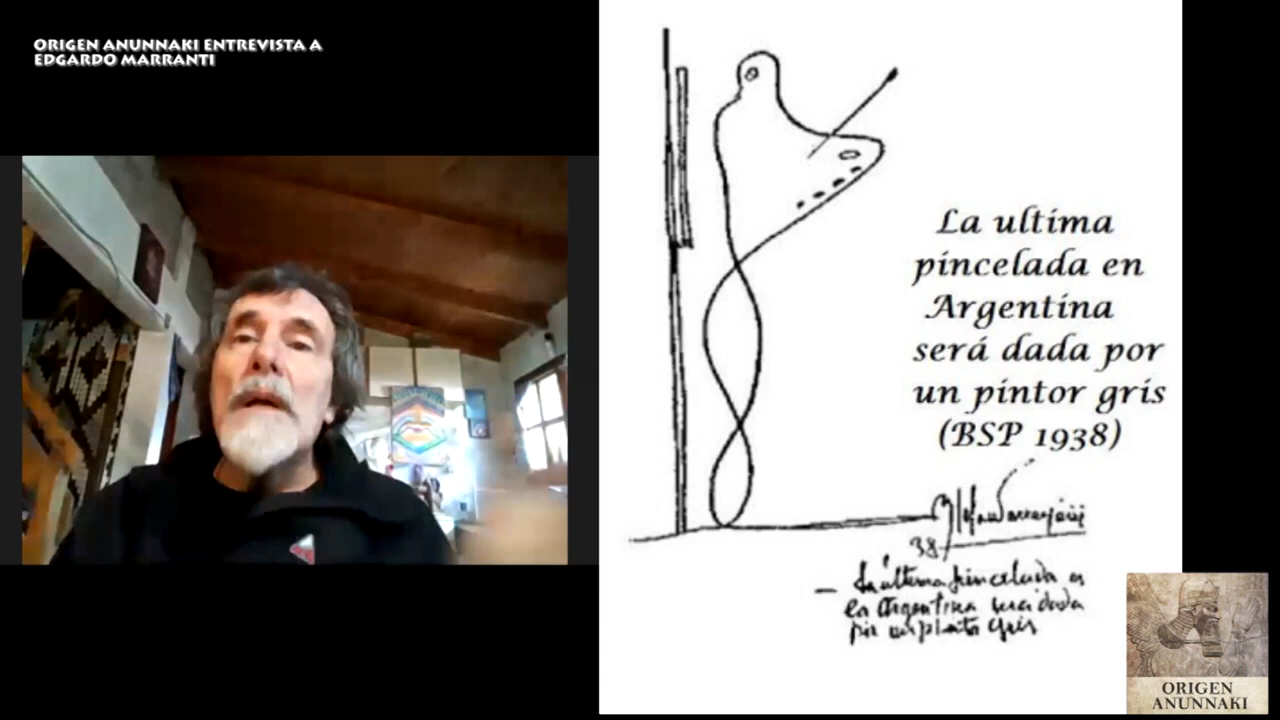 ORIGEN ANUNNAKI ENTREVISTA A
EDGARDO MARRANTI
La ultima
pincelada en
Argentina
será dada por
un pintor gris
(BSP 1938)
38
La última pincelada en
la Argentina será dada
por un gris
ORIGEN
ANUNNAKI